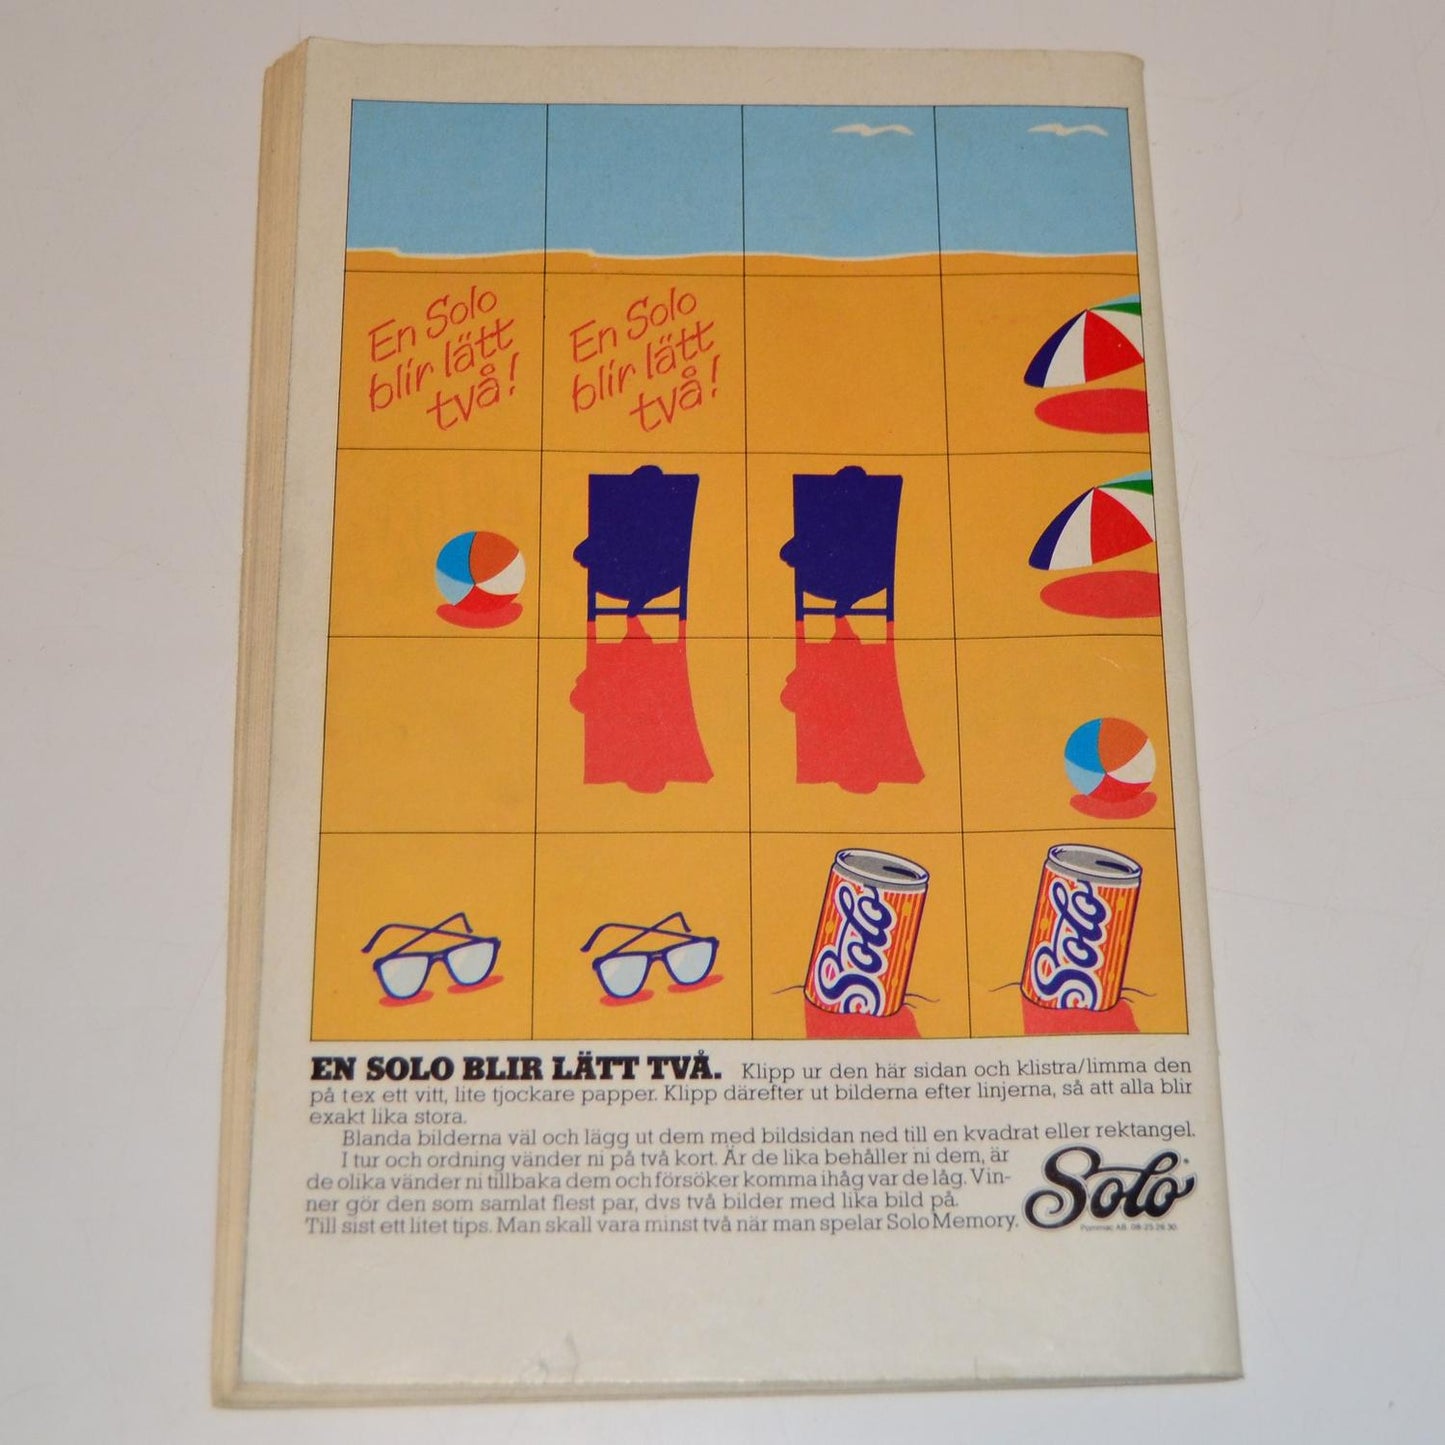 En Solo
blir lätt
två!
En Solo
blir lätt
två!
Solo
Solo
EN SOLO BLIR LÄTT TVÅ. Klipp ur den här sidan och klistra/limma den
på tex ett vitt, lite tjockare papper. Klipp därefter ut bilderna efter linjerna, så att alla blir
exakt lika stora.
Blanda bilderna väl och lägg ut dem med bildsidan ned till en kvadrat eller rektangel.
I tur och ordning vänder ni på två kort. Är de lika behåller ni dem, är
de olika vänder ni tillbaka dem och försöker komma ihåg var de låg. Vin-
ner gör den som samlat flest par, dvs två bilder med lika bild på.
Till sist ett litet tips. Man skall vara minst två när man spelar Solo Memory.
Solo
Pommac AB. 08-23 28 30.